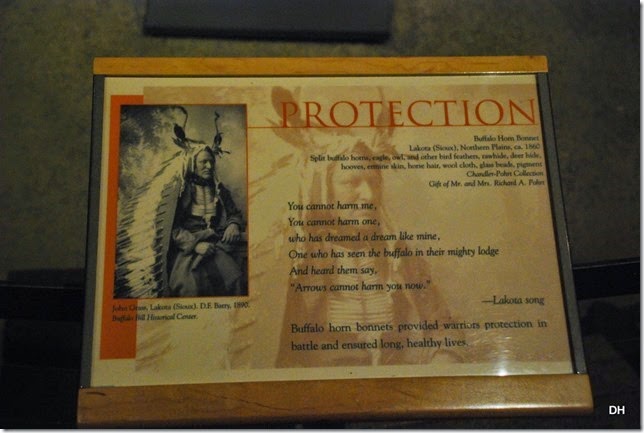 PROTECTION
Buffalo Horn Bonnet
Lakota (Sioux), Northern Plains, ca. 1860
Split buffalo horns, eagle, owl, and other bird feathers, rawhide, deer hide,
hooves, ermine skin, horse hair, wool cloth, glass beads, pigment
Chandler-Pohrt Collection
Gift of Mr. and Mrs. Richard A. Pohrt
You cannot harm me,
You cannot harm one,
who has dreamed a dream like mine,
One who has seen the buffalo in their mighty lodge
And heard them say,
"Arrows cannot harm you now."
—Lakota song
Buffalo horn bonnets provided warriors protection in
battle and ensured long, healthy lives.
John Grass, Lakota (Sioux). D.F. Barry, 1890.
Buffalo Bill Historical Center.
DH